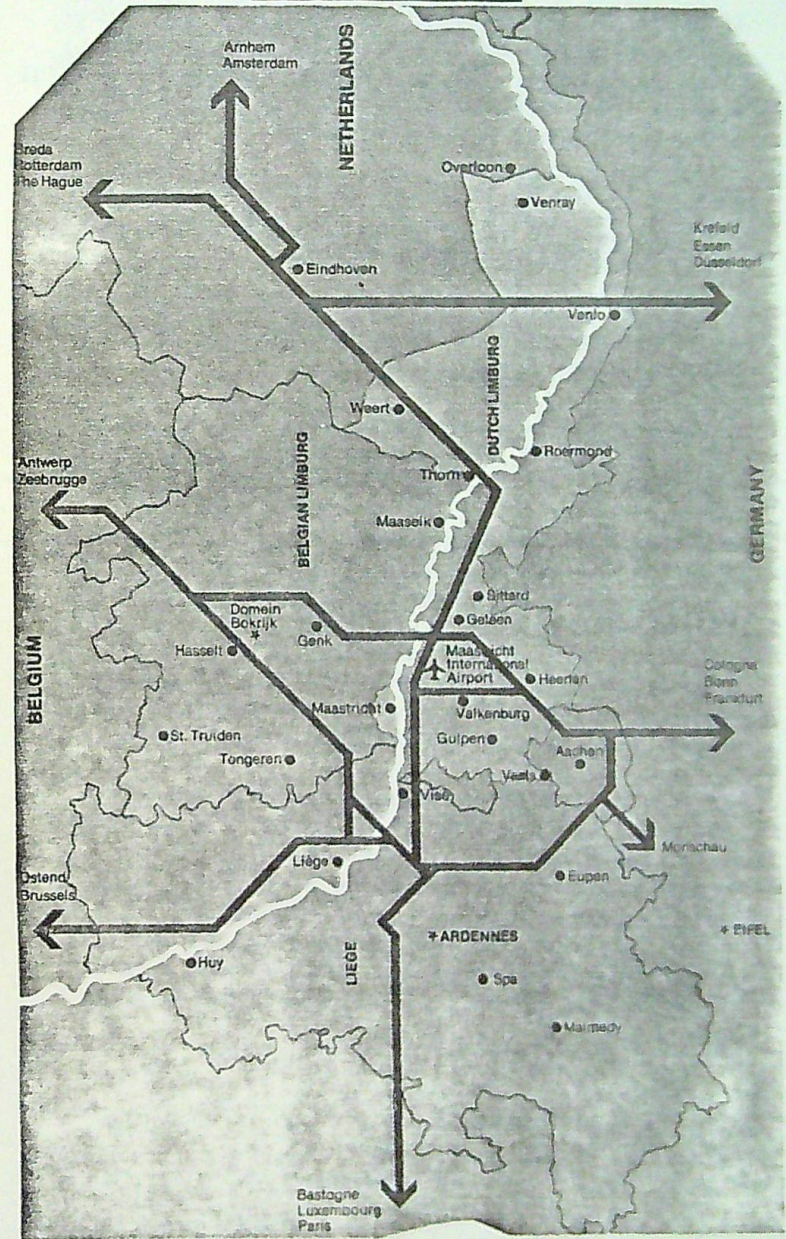 Arnhem
Amsterdam
NETHERLANDS
Breda
Rotterdam
The Hague
Overloon
Venray
Krefeld
Essen
Düsseldorf
Eindhoven
Venlo
DUTCH LIMBURG
Weert
Roermond
Antwerp
Zeebrugge
BELGIAN LIMBURG
Thorn
GERMANY
Maaseik
Sittard
Geleen
Domein
Bokrijk
Genk
Hasselt
Maastricht
International
Airport
Heerlen
BELGIUM
Cologne
Bonn
Frankfurt
Maastricht
Valkenburg
St. Truiden
Gulpen
Aachen
Tongeren
Vaals
Visé
Monschau
Liège
Eupen
Ostend
Brussels
ARDENNES
EIFEL
LIEGE
Huy
Spa
Malmedy
Bastogne
Luxembourg
Paris